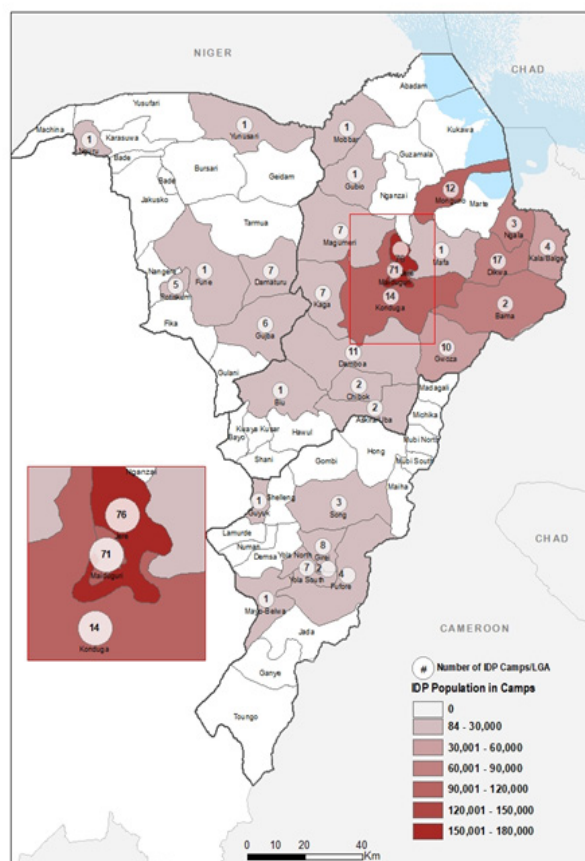 NIGER
CHAD
Abadam
Yusufari
Machina
1
Yunusari
1
Mobbar
Kukawa
Karasuwa
1
Nguru
Bade
Guzamala
Bursari
Geidam
1
Gubio
Bade
Nganzai
12
Monguno
Marte
Jakusko
Tarmua
7
Magumeri
3
Ngala
1
Mafa
4
Kala/Balge
Nangere
1
Fune
7
Damaturu
71
Maiduguri
17
Dikwa
5
Potiskum
7
Kaga
14
Konduga
2
Bama
Fika
6
Gujba
11
Damboa
10
Gwoza
Gulani
1
Biu
2
Chibok
Madagali
2
Askira/Uba
Michika
Kwaya Kusar
Bayo
Hawul
Mubi North
Shani
Hong
Mubi South
Gombi
Nganzai
Maiha
1
Guyuk
Shelleng
3
Song
76
Jere
CHAD
Lamurde
8
Girei
71
Maiduguri
Numan
Demsa
Yola North
7
2
4
Yola South
Fufore
14
Konduga
1
Mayo-Belwa
CAMEROON
Jada
Ganye
Toungo
# Number of IDP Camps/LGA
IDP Population in Camps
0
84 - 30,000
30,001 - 60,000
60,001 - 90,000
90,001 - 120,000
120,001 - 150,000
150,001 - 180,000
0 10 20 40
Km